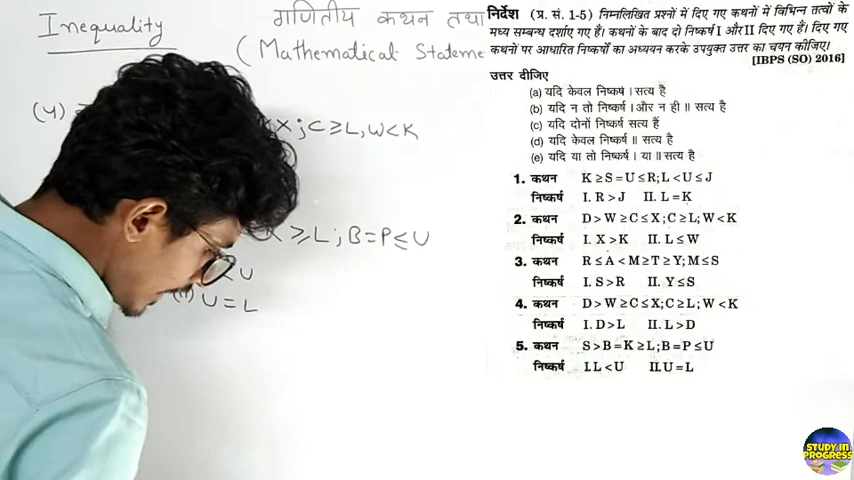 Inequality
गणितीय कथन तथा
(Mathematical Stateme
(4)
X ; C ≥ L, W < K
K ≥ L ; B = P ≤ U
< U
(ii) U = L
निर्देश (प्र. सं. 1-5) निम्नलिखित प्रश्नों में दिए गए कथनों में विभिन्न तत्वों के
मध्य सम्बन्ध दर्शाए गए हैं। कथनों के बाद दो निष्कर्ष I और II दिए गए हैं। दिए गए
कथनों पर आधारित निष्कर्षों का अध्ययन करके उपयुक्त उत्तर का चयन कीजिए।
[IBPS (SO) 2016]
उत्तर दीजिए
(a) यदि केवल निष्कर्ष I सत्य है
(b) यदि न तो निष्कर्ष I और न ही II सत्य है
(c) यदि दोनों निष्कर्ष सत्य हैं
(d) यदि केवल निष्कर्ष II सत्य है
(e) यदि या तो निष्कर्ष I या II सत्य है
1. कथन K ≥ S = U ≤ R; L < U ≤ J
निष्कर्ष I. R > J II. L = K
2. कथन D > W ≥ C ≤ X; C ≥ L; W < K
निष्कर्ष I. X > K II. L ≤ W
3. कथन R ≤ A < M ≥ T ≥ Y; M ≤ S
निष्कर्ष I. S > R II. Y ≤ S
4. कथन D > W ≥ C ≤ X; C ≥ L; W < K
निष्कर्ष I. D > L II. L > D
5. कथन S > B = K ≥ L; B = P ≤ U
निष्कर्ष I. L < U II. U = L
STUDY IN
PROGRESS